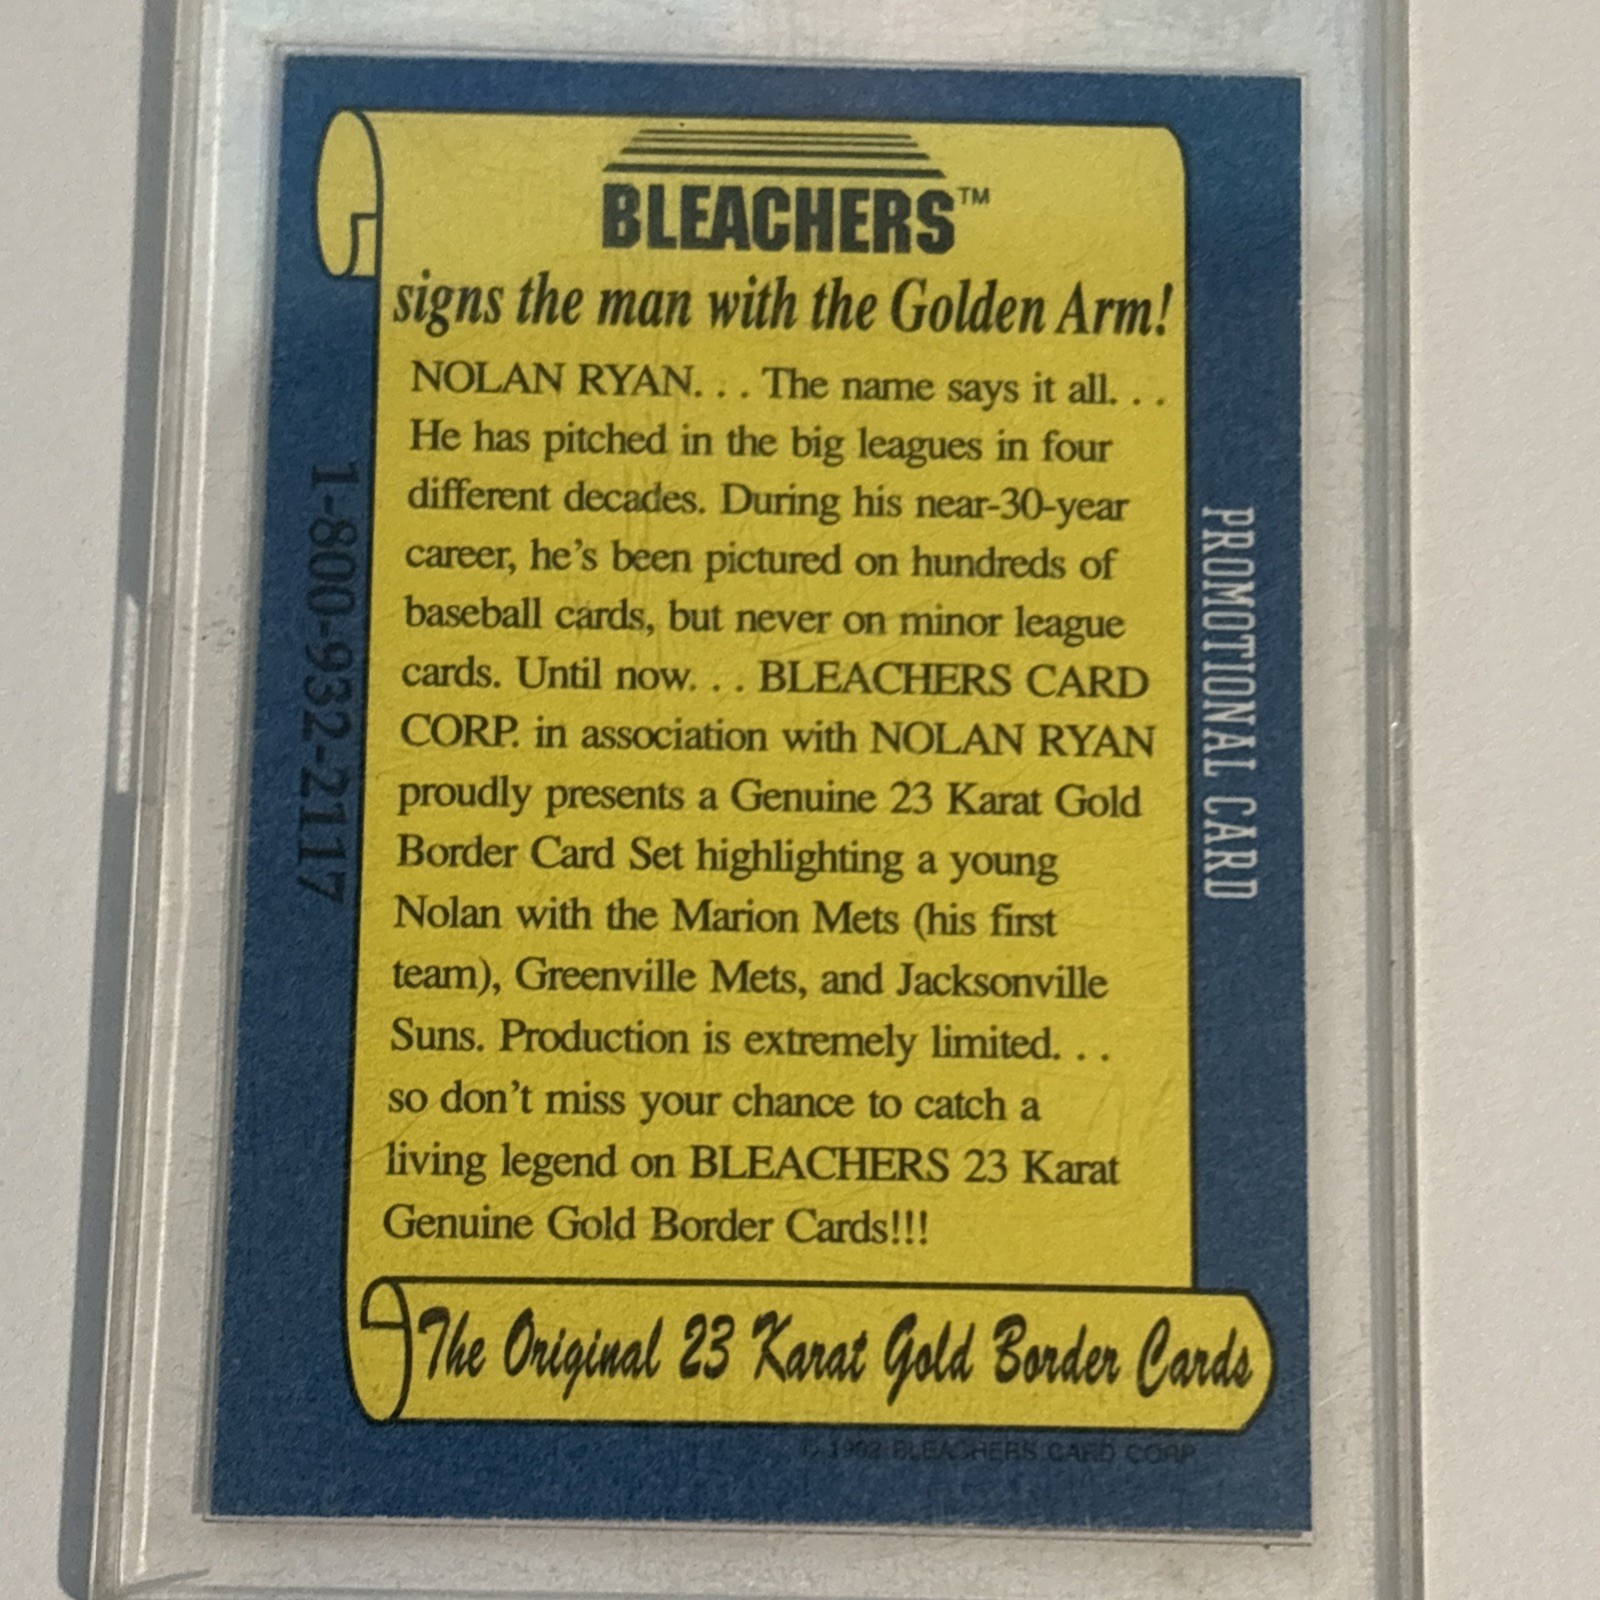 BLEACHERS™
signs the man with the Golden Arm!
NOLAN RYAN. . . The name says it all. . .
He has pitched in the big leagues in four
different decades. During his near-30-year
career, he's been pictured on hundreds of
baseball cards, but never on minor league
cards. Until now. . . BLEACHERS CARD
CORP. in association with NOLAN RYAN
proudly presents a Genuine 23 Karat Gold
Border Card Set highlighting a young
Nolan with the Marion Mets (his first
team), Greenville Mets, and Jacksonville
Suns. Production is extremely limited. . .
so don't miss your chance to catch a
living legend on BLEACHERS 23 Karat
Genuine Gold Border Cards!!!
The Original 23 Karat Gold Border Cards
© 1992 BLEACHERS CARD CORP
1-800-932-2117
PROMOTIONAL CARD